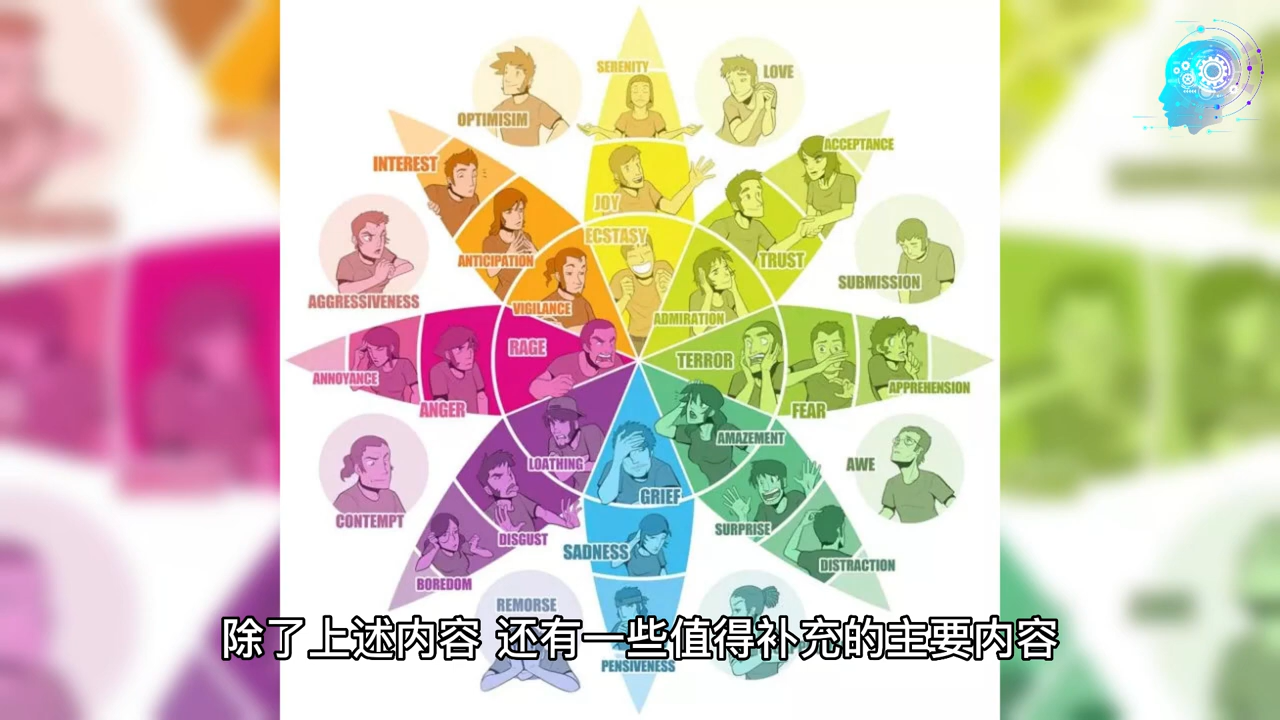 SERENITY
LOVE
OPTIMISIM
ACCEPTANCE
INTEREST
JOY
ECSTASY
ANTICIPATION
TRUST
SUBMISSION
AGGRESSIVENESS
VIGILANCE
ADMIRATION
RAGE
TERROR
ANNOYANCE
APPREHENSION
ANGER
FEAR
AMAZEMENT
LOATHING
AWE
GRIEF
CONTEMPT
SURPRISE
DISGUST
SADNESS
DISTRACTION
BOREDOM
REMORSE
除了上述内容 还有一些值得补充的主要内容
PENSIVENESS